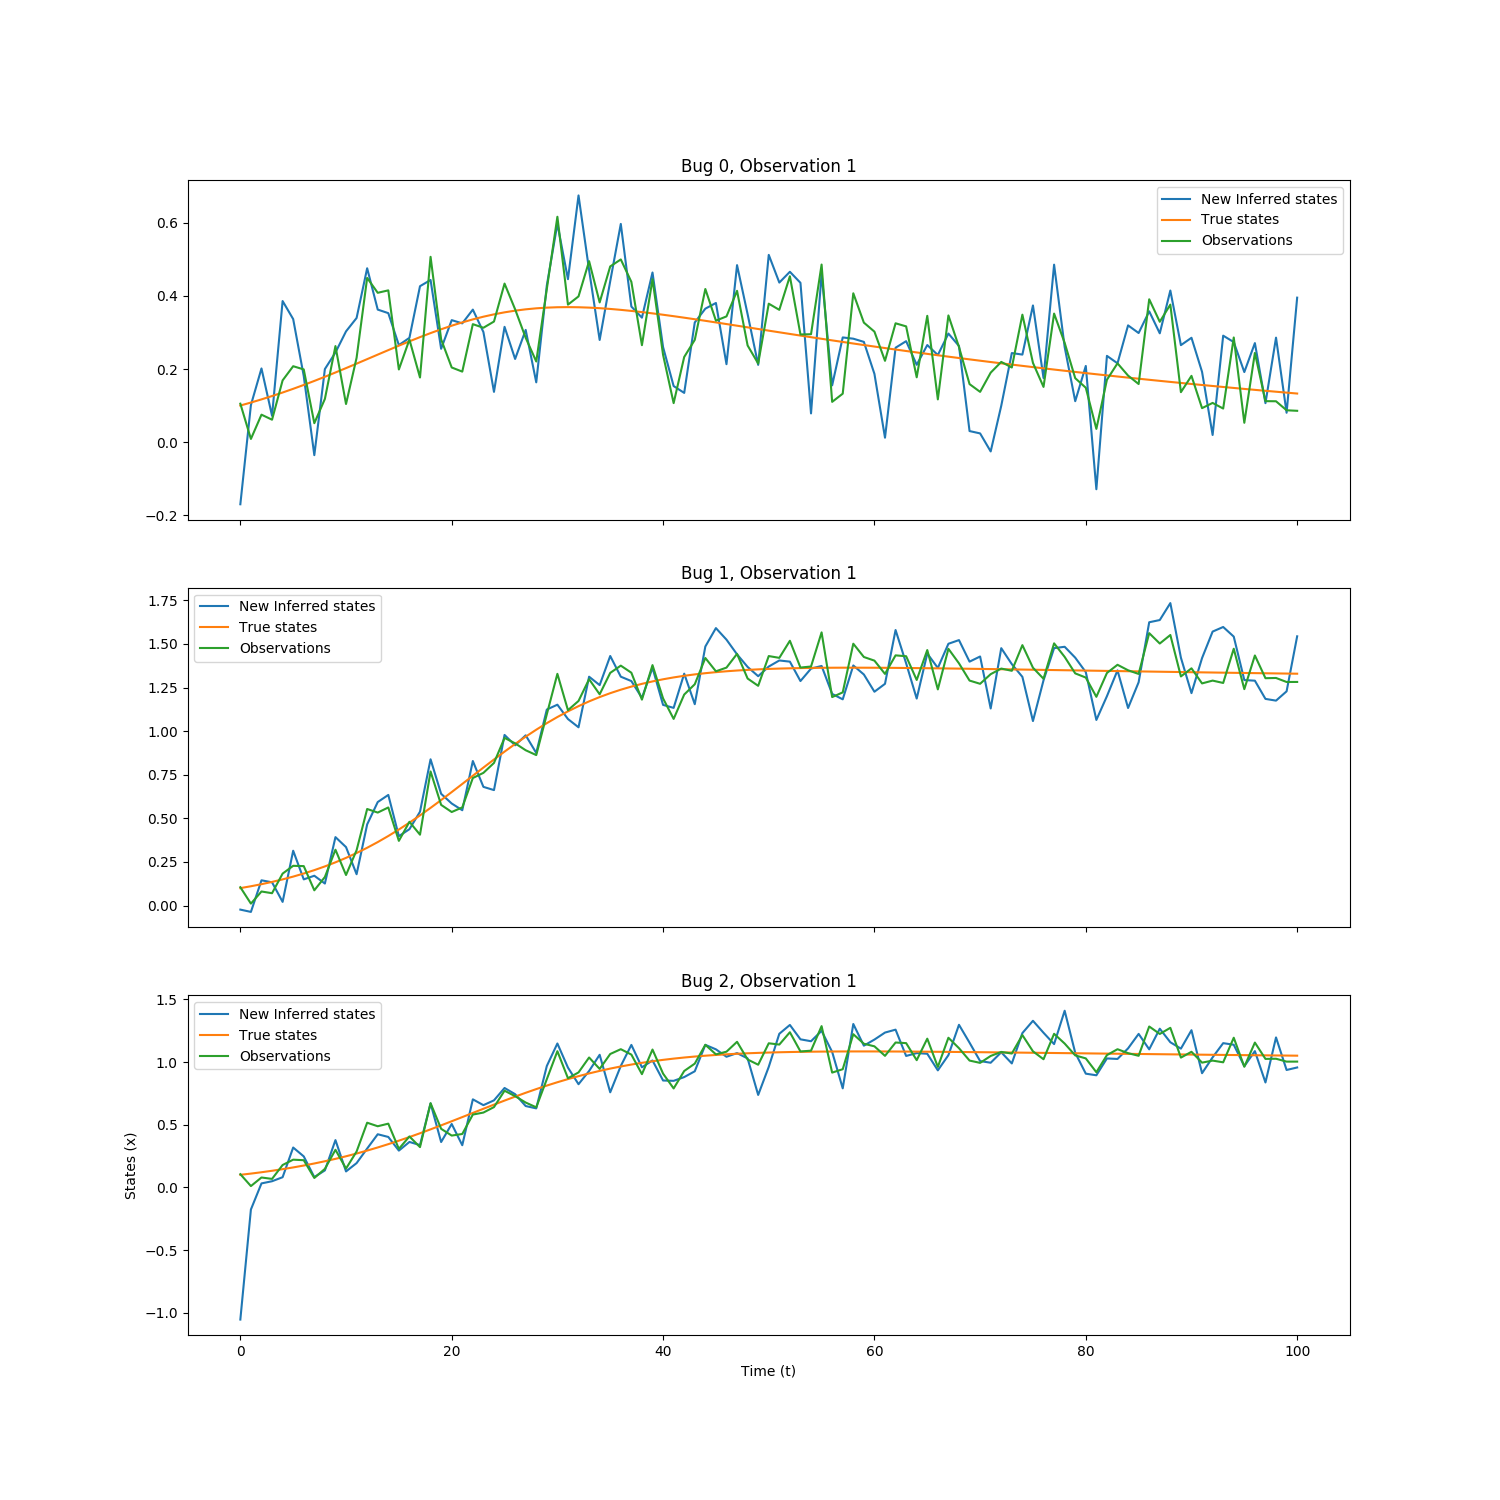 Bug 0, Observation 1
New Inferred states
True states
Observations
0.6
0.4
0.2
0.0
−0.2
Bug 1, Observation 1
New Inferred states
True states
Observations
1.75
1.50
1.25
1.00
0.75
0.50
0.25
0.00
Bug 2, Observation 1
New Inferred states
True states
Observations
1.5
1.0
0.5
0.0
−0.5
−1.0
States (x)
0 20 40 60 80 100
Time (t)